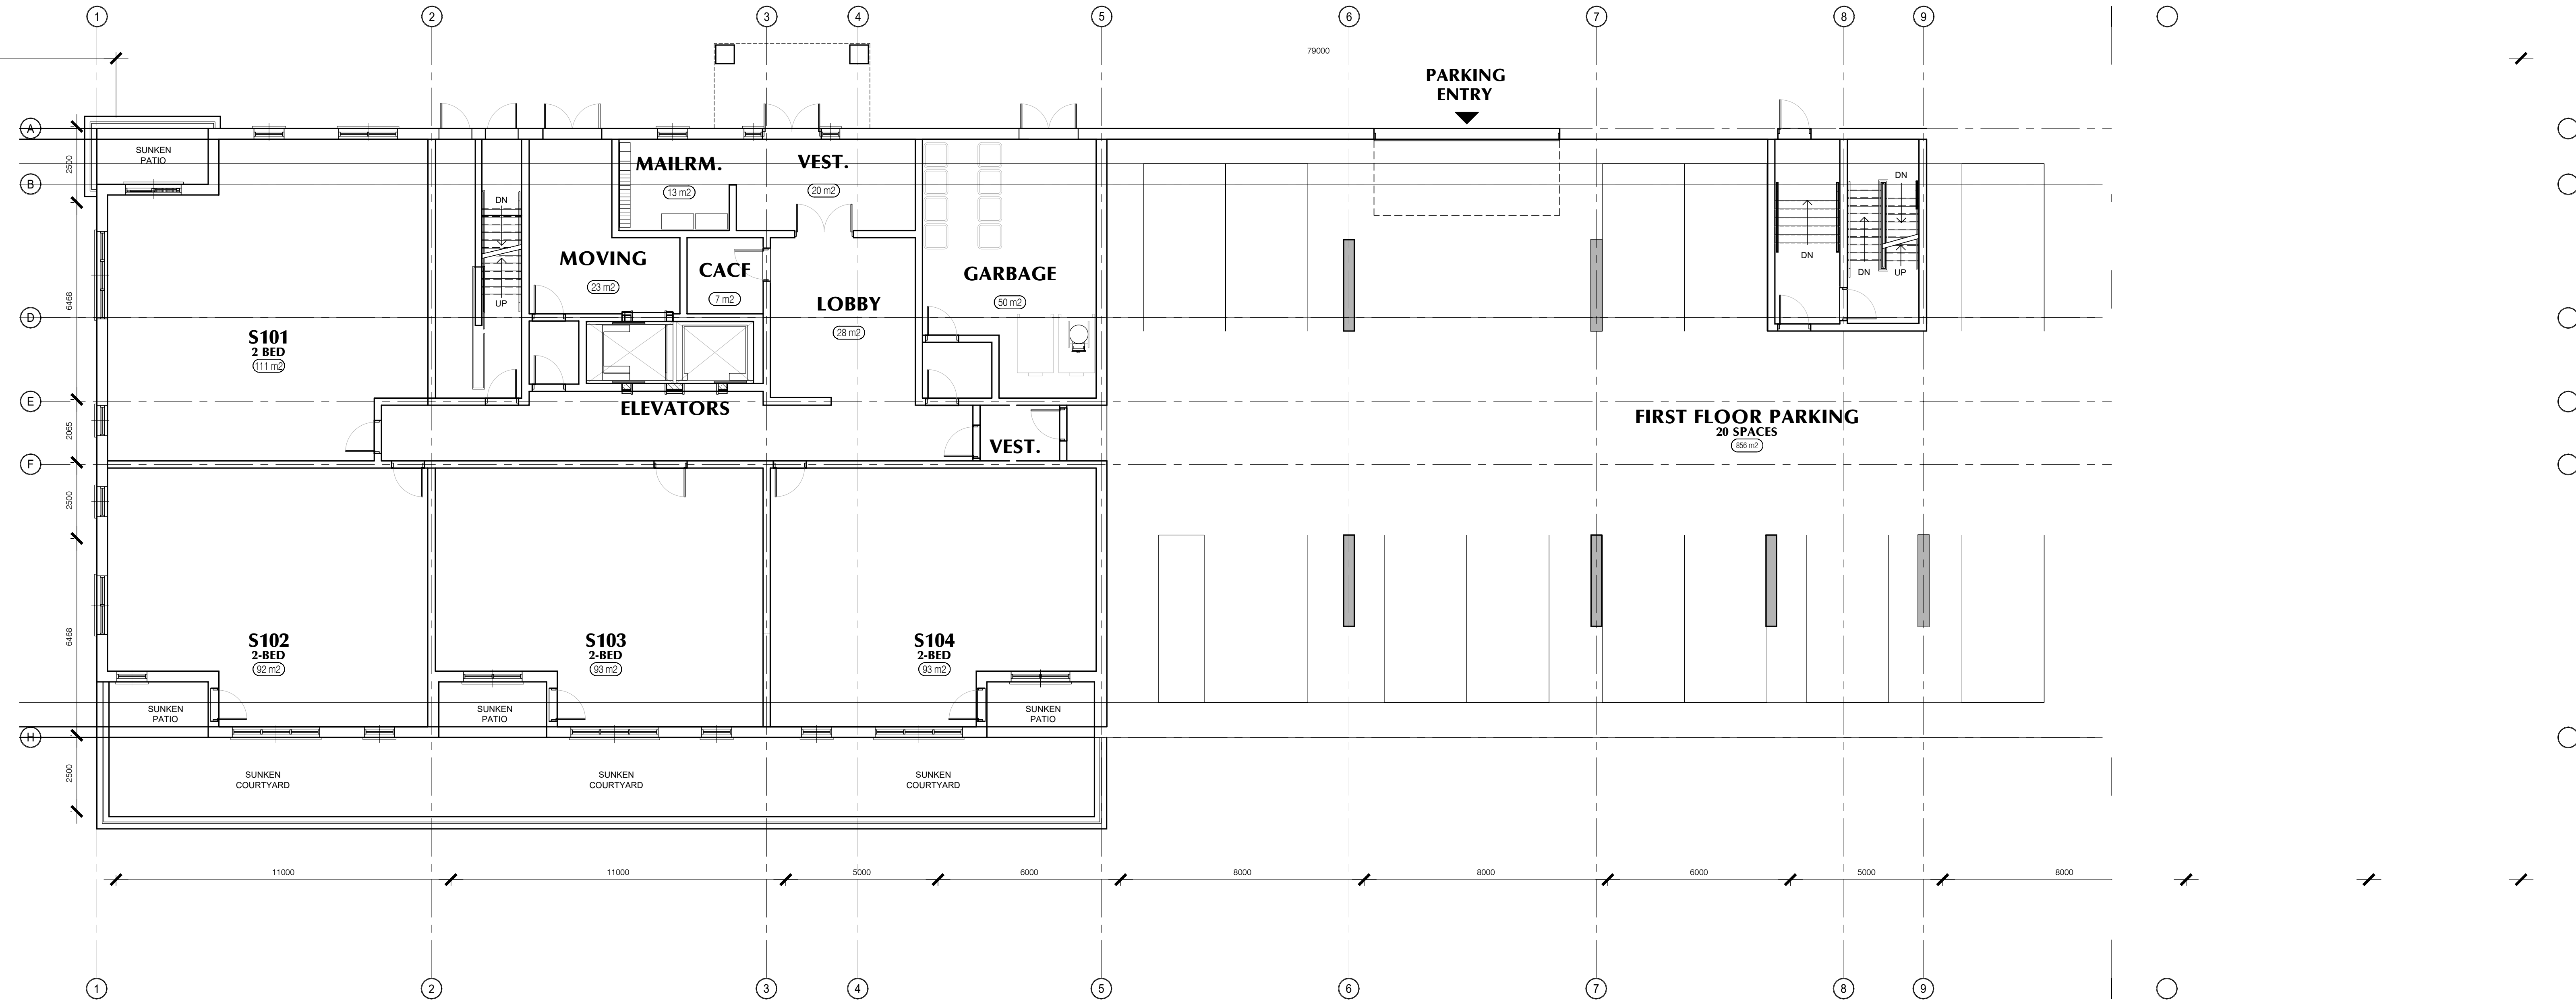 1 2 3 4 5 6 7 8 9
79000
PARKING
ENTRY
A
SUNKEN
PATIO
2500
MAILRM.
13 m2
VEST.
20 m2
B
DN
DN
MOVING
23 m2
CACF
7 m2
GARBAGE
50 m2
DN
DN
UP
6468
UP
LOBBY
28 m2
D
S101
2 BED
111 m2
E
ELEVATORS
FIRST FLOOR PARKING
20 SPACES
856 m2
2065
VEST.
F
2500
6468
S102
2-BED
92 m2
S103
2-BED
93 m2
S104
2-BED
93 m2
SUNKEN
PATIO
SUNKEN
PATIO
SUNKEN
PATIO
H
2500
SUNKEN
COURTYARD
SUNKEN
COURTYARD
SUNKEN
COURTYARD
11000 11000 5000 6000 8000 8000 6000 5000 8000
1 2 3 4 5 6 7 8 9